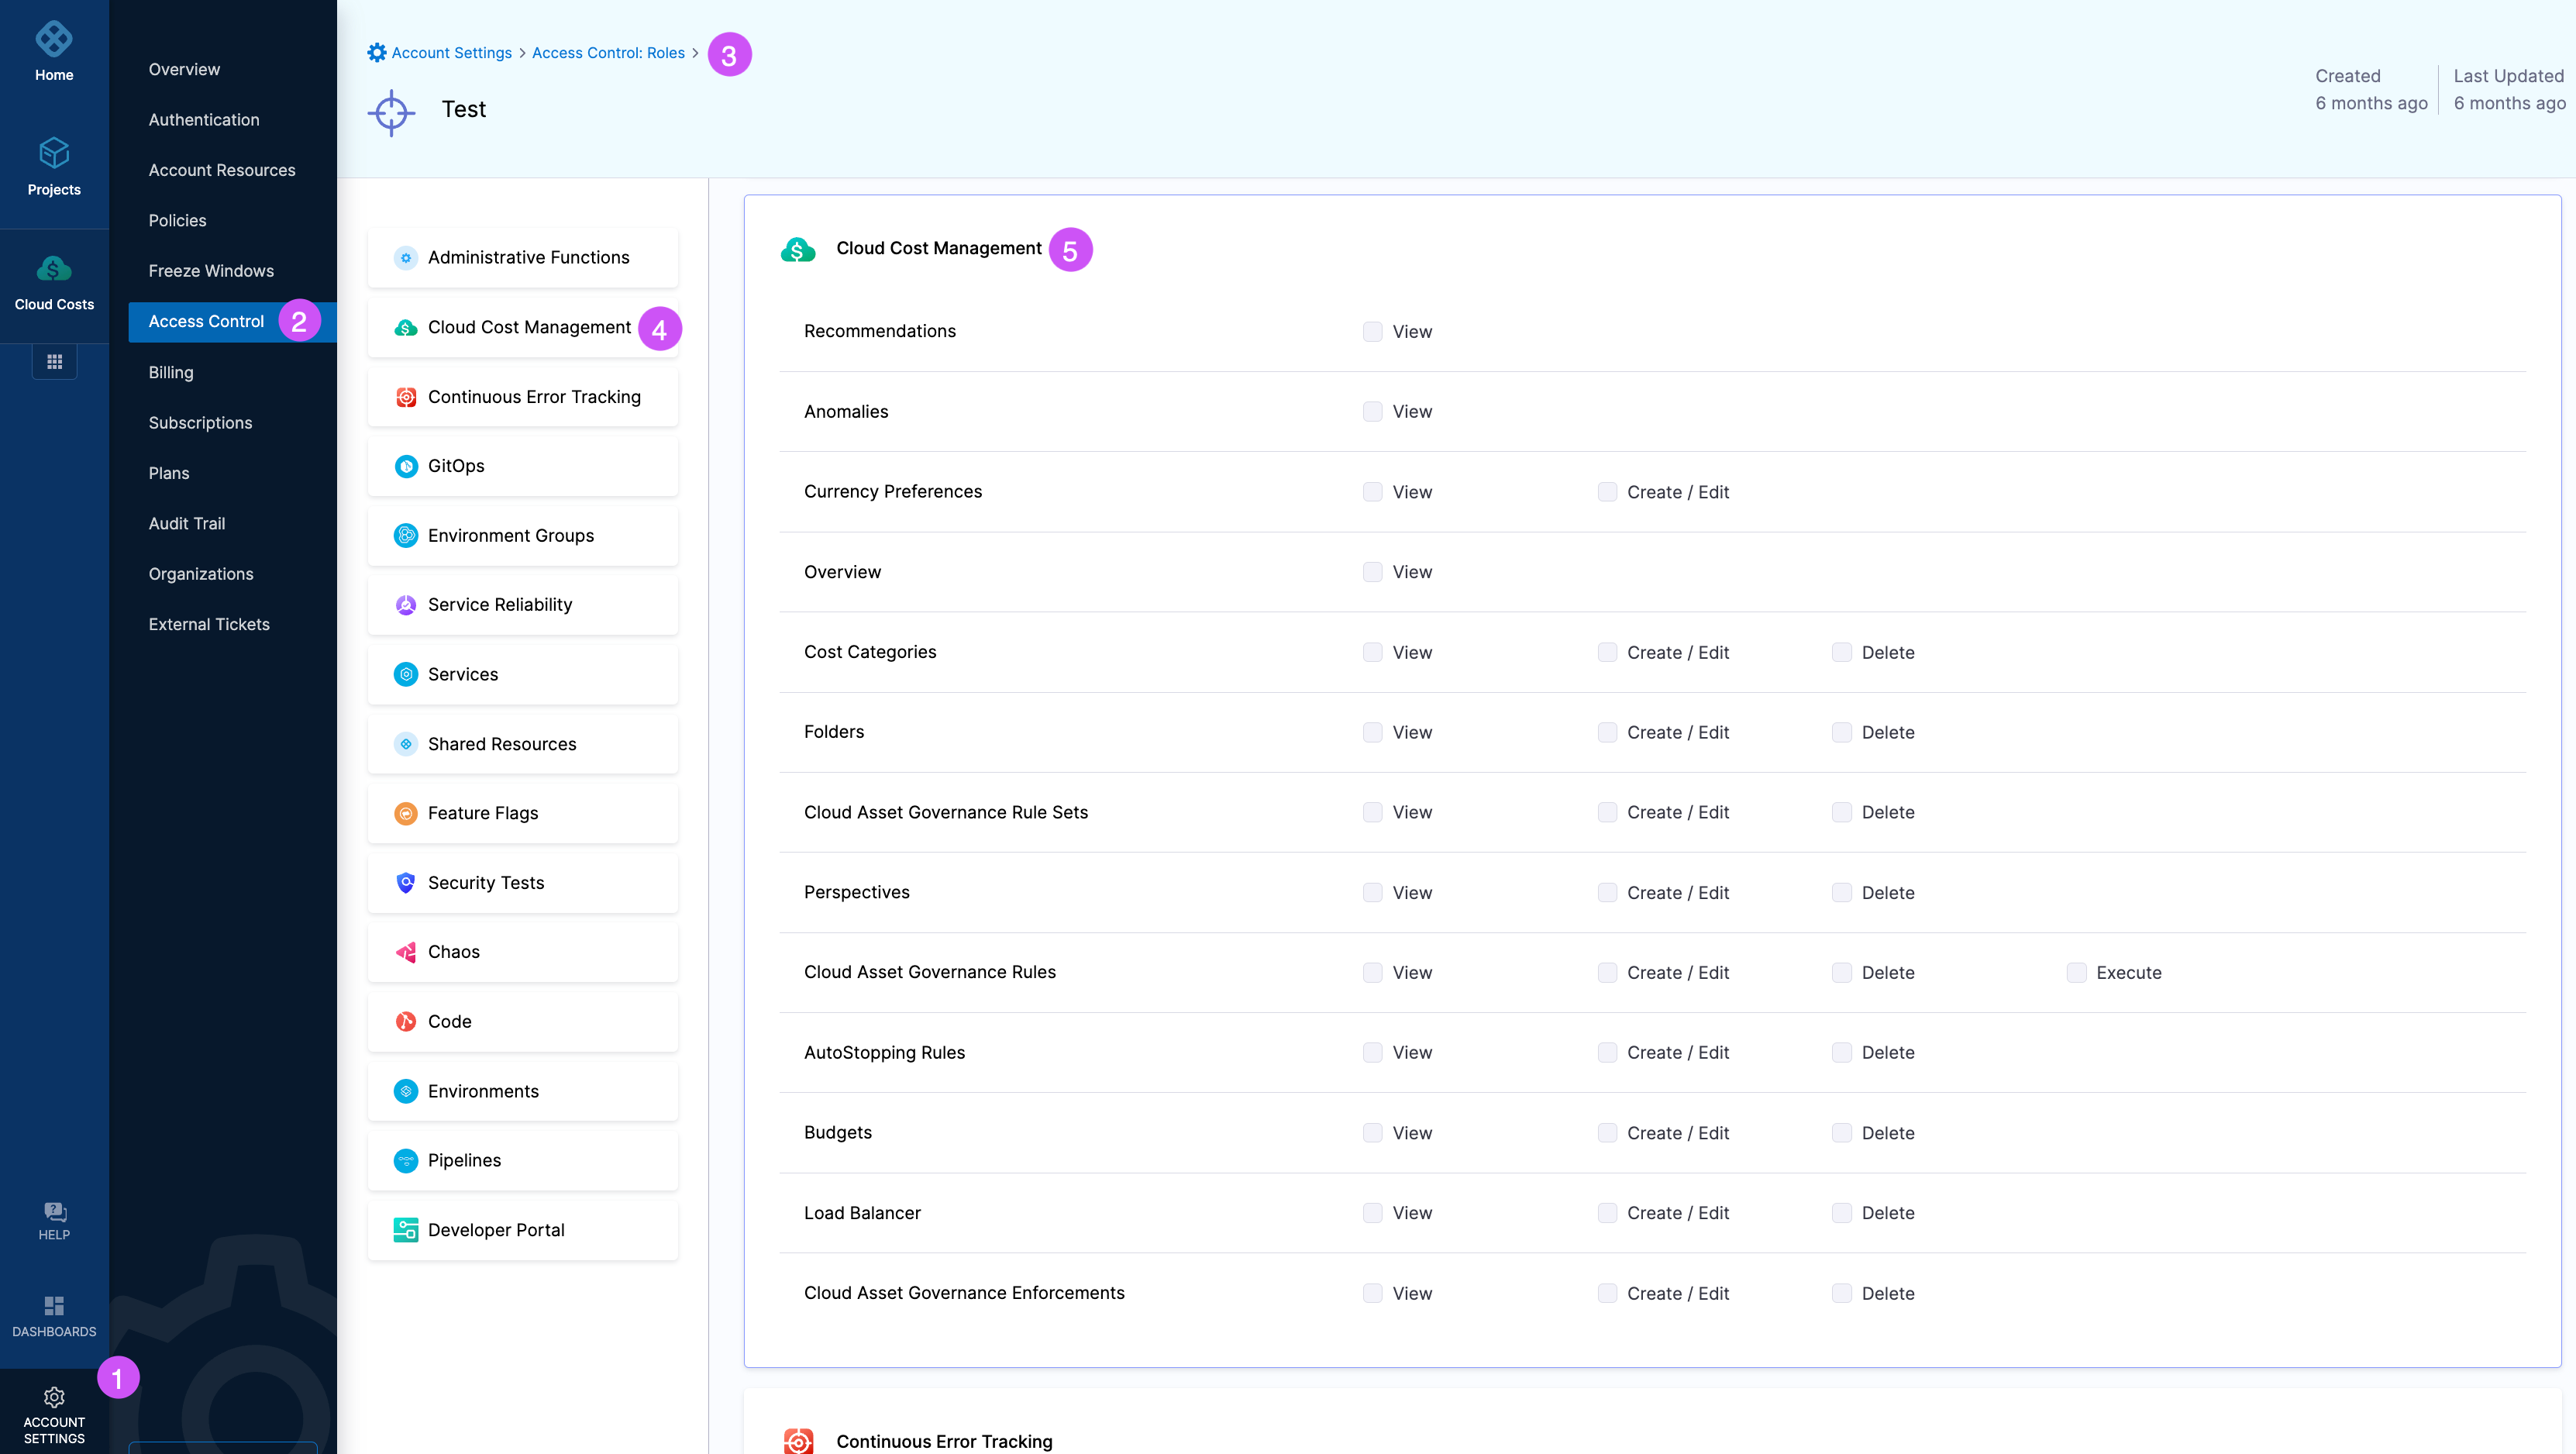 Home
Projects
Cloud Costs
HELP
DASHBOARDS
1
ACCOUNT
SETTINGS
Overview
Authentication
Account Resources
Policies
Freeze Windows
Access Control 2
Billing
Subscriptions
Plans
Audit Trail
Organizations
External Tickets
Account Settings > Access Control: Roles > 3
Test
Created
6 months ago
Last Updated
6 months ago
Administrative Functions
Cloud Cost Management 4
Continuous Error Tracking
GitOps
Environment Groups
Service Reliability
Services
Shared Resources
Feature Flags
Security Tests
Chaos
Code
Environments
Pipelines
Developer Portal
Cloud Cost Management 5
Recommendations View
Anomalies View
Currency Preferences View Create / Edit
Overview View
Cost Categories View Create / Edit Delete
Folders View Create / Edit Delete
Cloud Asset Governance Rule Sets View Create / Edit Delete
Perspectives View Create / Edit Delete
Cloud Asset Governance Rules View Create / Edit Delete Execute
AutoStopping Rules View Create / Edit Delete
Budgets View Create / Edit Delete
Load Balancer View Create / Edit Delete
Cloud Asset Governance Enforcements View Create / Edit Delete
Continuous Error Tracking